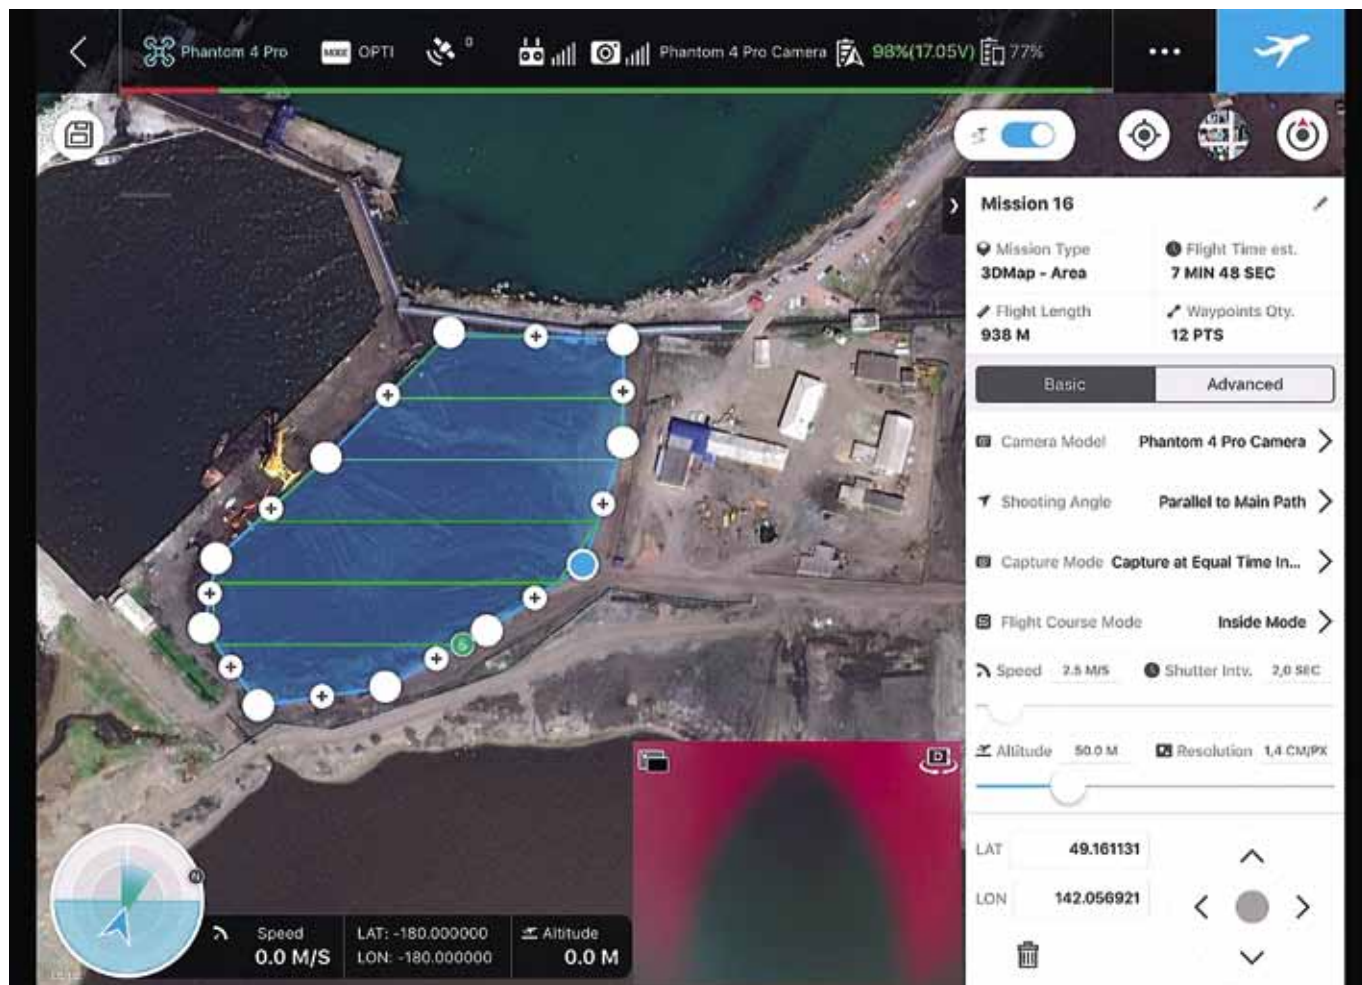 Phantom 4 Pro MODE OPTI 0 Phantom 4 Pro Camera 98%(17.05V) 77%
Mission 16
Mission Type Flight Time est.
3DMap - Area 7 MIN 48 SEC
Flight Length Waypoints Qty.
938 M 12 PTS
Basic Advanced
Camera Model Phantom 4 Pro Camera
Shooting Angle Parallel to Main Path
Capture Mode Capture at Equal Time In...
Flight Course Mode Inside Mode
Speed 2.5 M/S Shutter Intv. 2,0 SEC
Altitude 50.0 M Resolution 1,4 CM/PX
LAT 49.161131
LON 142.056921
S
D
N
Speed LAT: -180.000000 Altitude
0.0 M/S LON: -180.000000 0.0 M